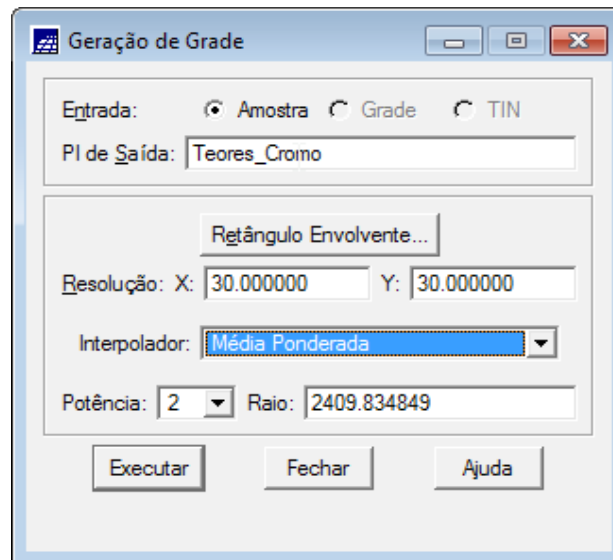 Geração de Grade
Entrada: Amostra Grade TIN
PI de Saída: Teores_Cromo
Retângulo Envolvente...
Resolução: X: 30.000000 Y: 30.000000
Interpolador: Média Ponderada
Potência: 2 Raio: 2409.834849
Executar Fechar Ajuda